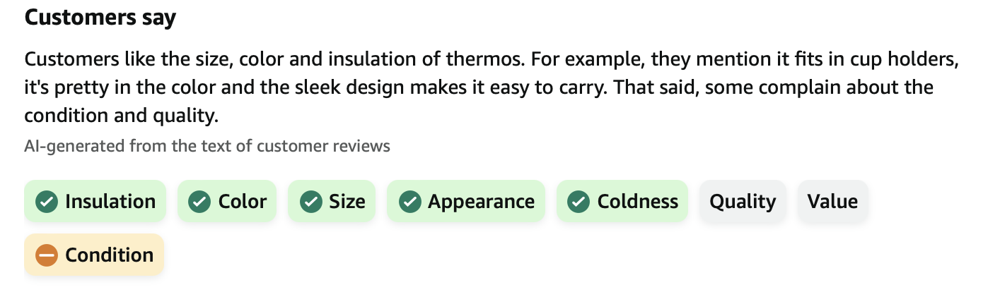 Customers say
Customers like the size, color and insulation of thermos. For example, they mention it fits in cup holders,
it's pretty in the color and the sleek design makes it easy to carry. That said, some complain about the
condition and quality.
AI-generated from the text of customer reviews
Insulation Color Size Appearance Coldness Quality Value
Condition